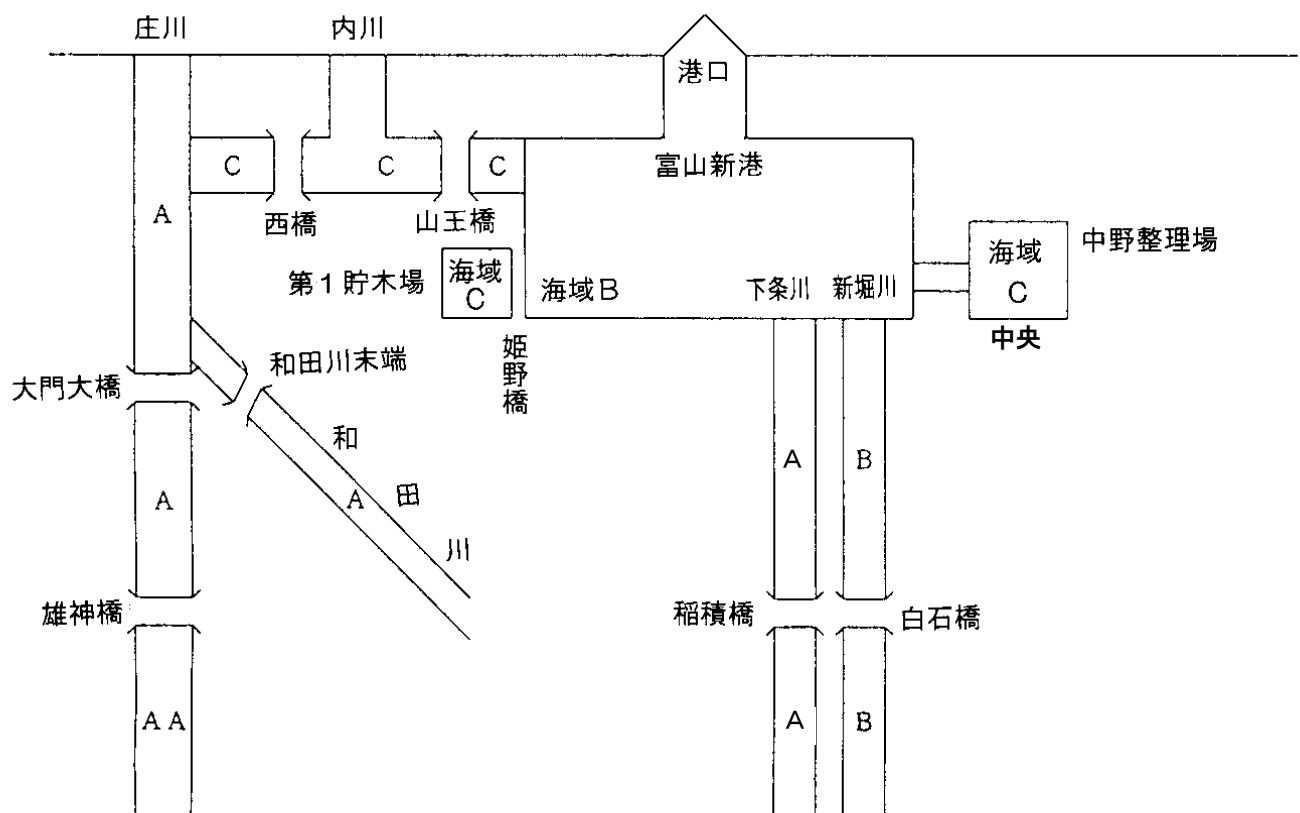 庄川
内川
港口
富山新港
C
C
C
A
西橋
山王橋
第1貯木場
海域
C
海域B
下条川
新堀川
海域
C
中野整理場
中央
姫野橋
和田川末端
大門大橋
和田川
A
A
A
B
雄神橋
稲積橋
白石橋
AA
A
B